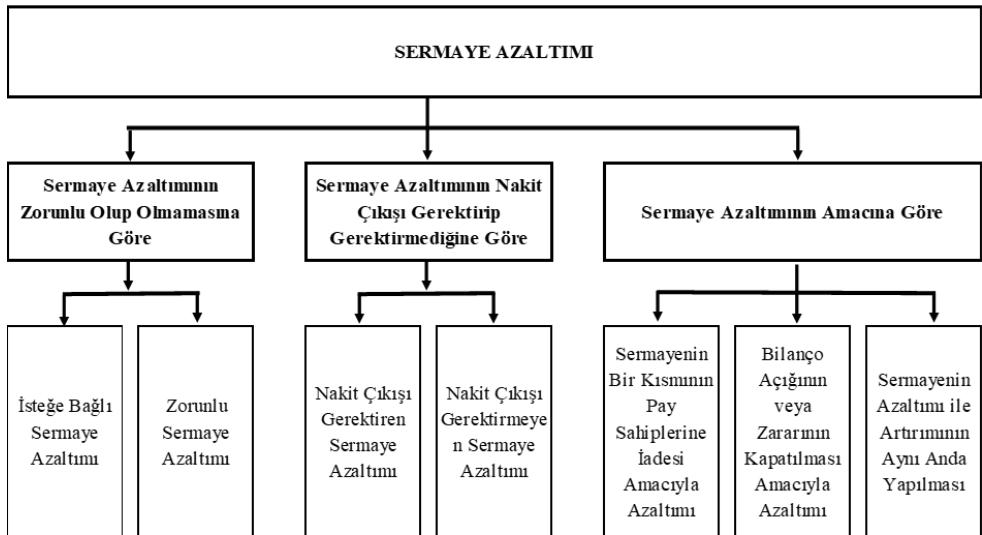 SERMAYE AZALTIMI
Sermaye Azaltımının
Zorunlu Olup Olmamasına
Göre
Sermaye Azaltımının Nakit
Çıkışı Gerektirip
Gerektirmediğine Göre
Sermaye Azaltımının Amacına Göre
İsteğe Bağlı
Sermaye
Azaltımı
Zorunlu
Sermaye
Azaltımı
Nakit Çıkışı
Gerektiren
Sermaye
Azaltımı
Nakit Çıkışı
Gerektirmeye
n Sermaye
Azaltımı
Sermayenin
Bir Kısmının
Pay
Sahiplerine
İadesi
Amacıyla
Azaltımı
Bilanço
Açığının
veya
Zararının
Kapatılması
Amacıyla
Azaltımı
Sermayenin
Azaltımı ile
Artırımının
Aynı Anda
Yapılması